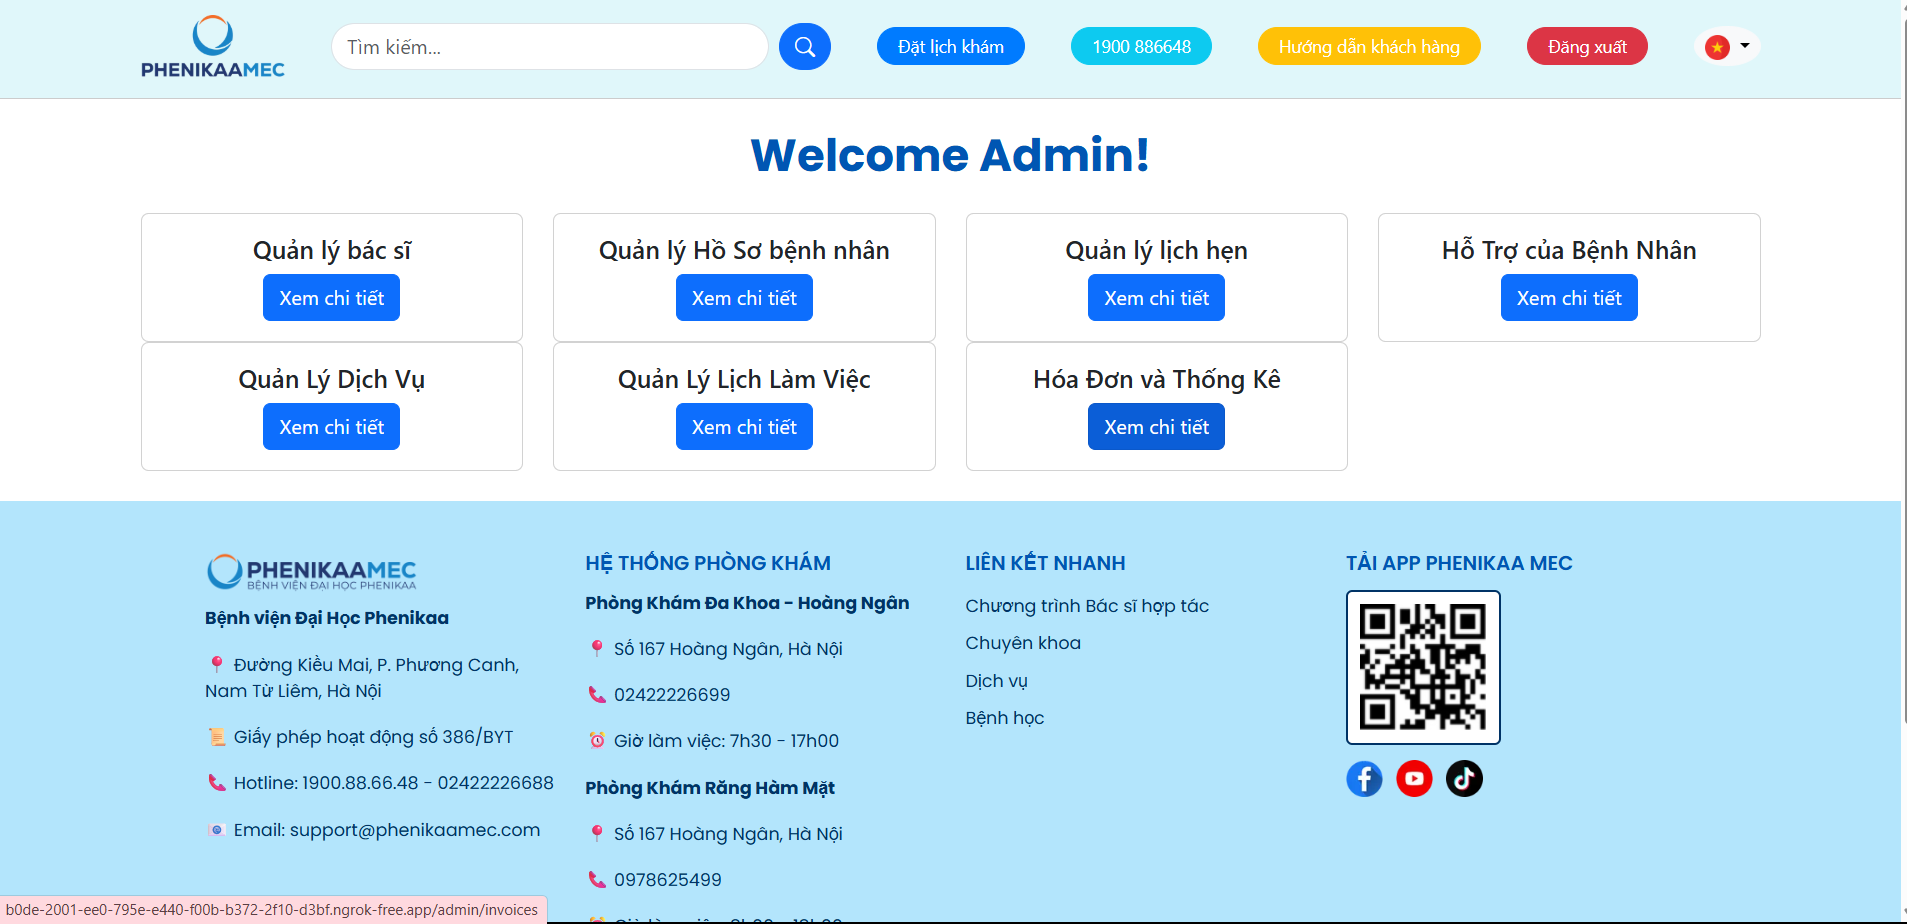 PHENIKAAMEC
Tìm kiếm...
Đặt lịch khám
1900 886648
Hướng dẫn khách hàng
Đăng xuất
Welcome Admin!
Quản lý bác sĩ
Xem chi tiết
Quản lý Hồ Sơ bệnh nhân
Xem chi tiết
Quản lý lịch hẹn
Xem chi tiết
Hỗ Trợ của Bệnh Nhân
Xem chi tiết
Quản Lý Dịch Vụ
Xem chi tiết
Quản Lý Lịch Làm Việc
Xem chi tiết
Hóa Đơn và Thống Kê
Xem chi tiết
PHENIKAAMEC
BỆNH VIỆN ĐẠI HỌC PHENIKAA
Bệnh viện Đại Học Phenikaa
Đường Kiều Mai, P. Phương Canh,
Nam Từ Liêm, Hà Nội
Giấy phép hoạt động số 386/BYT
Hotline: 1900.88.66.48 - 02422226688
Email: support@phenikaamec.com
HỆ THỐNG PHÒNG KHÁM
Phòng Khám Đa Khoa - Hoàng Ngân
Số 167 Hoàng Ngân, Hà Nội
02422226699
Giờ làm việc: 7h30 - 17h00
Phòng Khám Răng Hàm Mặt
Số 167 Hoàng Ngân, Hà Nội
0978625499
LIÊN KẾT NHANH
Chương trình Bác sĩ hợp tác
Chuyên khoa
Dịch vụ
Bệnh học
TẢI APP PHENIKAA MEC
b0de-2001-ee0-795e-e440-f00b-b372-2f10-d3bf.ngrok-free.app/admin/invoices